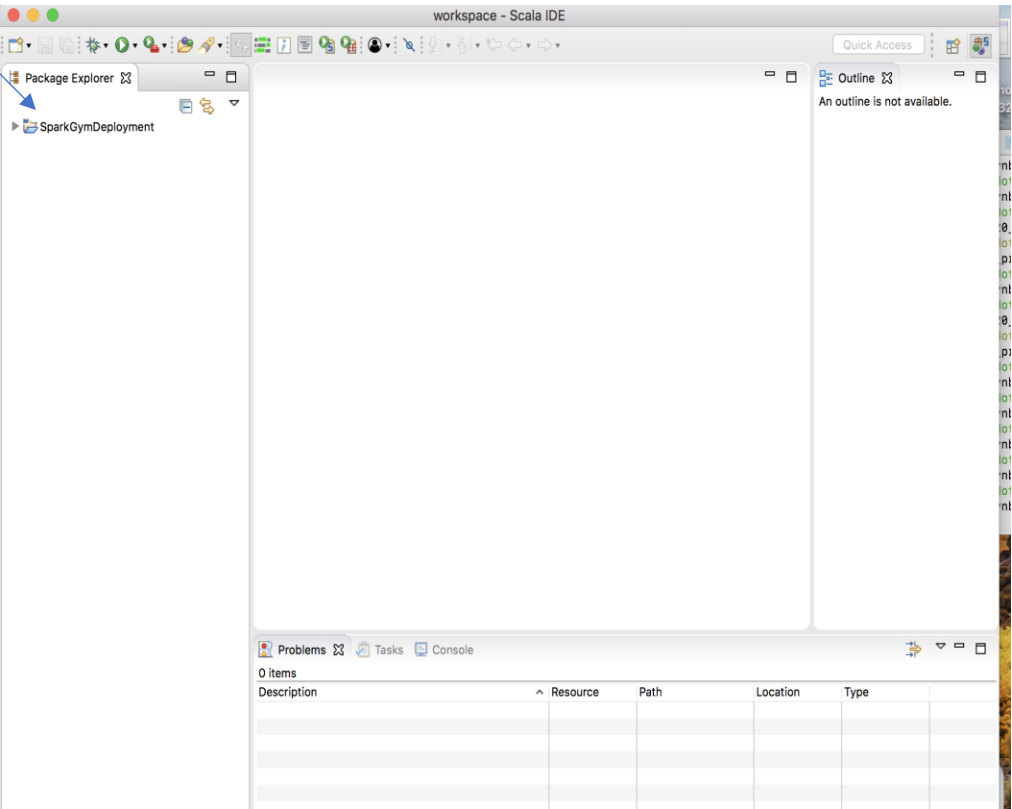 workspace - Scala IDE
Quick Access
Package Explorer
Outline
An outline is not available.
SparkGymDeployment
Problems Tasks Console
0 items
Description Resource Path Location Type